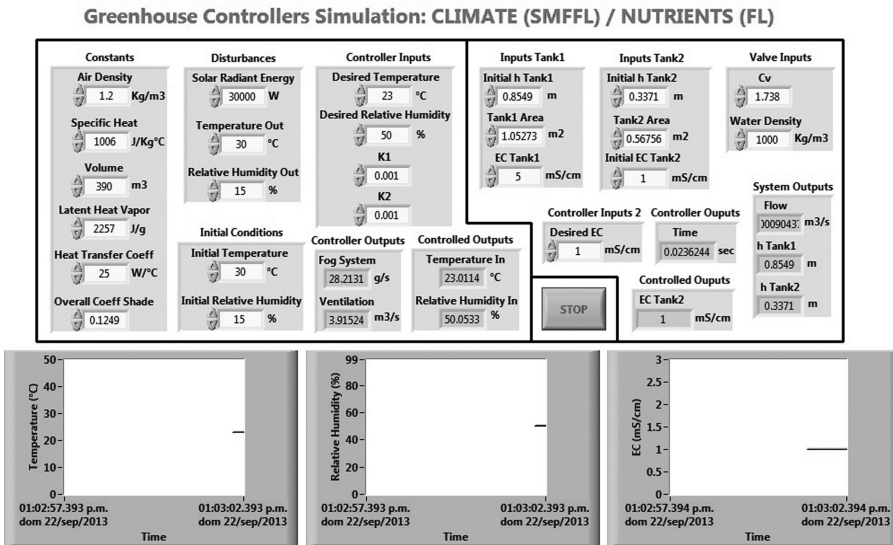 Greenhouse Controllers Simulation: CLIMATE (SMFFL) / NUTRIENTS (FL)
Constants
Air Density
1.2 Kg/m3
Specific Heat
1006 J/Kg°C
Volume
390 m3
Latent Heat Vapor
2257 J/g
Heat Transfer Coeff
25 W/°C
Overall Coeff Shade
0.1249
Disturbances
Solar Radiant Energy
30000 W
Temperature Out
30 °C
Relative Humidity Out
15 %
Initial Conditions
Initial Temperature
30 °C
Initial Relative Humidity
15 %
Controller Inputs
Desired Temperature
23 °C
Desired Relative Humidity
50 %
K1
0.001
K2
0.001
Controller Outputs
Fog System
28.2131 g/s
Ventilation
3.91524 m3/s
Controlled Outputs
Temperature In
23.0114 °C
Relative Humidity In
50.0533 %
Inputs Tank1
Initial h Tank1
0.8549 m
Tank1 Area
1.05273 m2
EC Tank1
5 mS/cm
Inputs Tank2
Initial h Tank2
0.3371 m
Tank2 Area
0.56756 m2
Initial EC Tank2
1 mS/cm
Valve Inputs
Cv
1.738
Water Density
1000 Kg/m3
Controller Inputs 2
Desired EC
1 mS/cm
Controller Ouputs
Time
0.0236244 sec
Controlled Ouputs
EC Tank2
1 mS/cm
System Outputs
Flow
m3/s
h Tank1
0.8549 m
h Tank2
0.3371 m
STOP
Temperature (°C)
50
40
30
20
10
0
01:02:57.393 p.m.
dom 22/sep/2013
01:03:02.393 p.m.
dom 22/sep/2013
Time
Relative Humidity (%)
99
80
60
40
20
0
01:02:57.393 p.m.
dom 22/sep/2013
01:03:02.393 p.m.
dom 22/sep/2013
Time
EC (mS/cm)
3
2.5
2
1.5
1
0.5
0
01:02:57.394 p.m.
dom 22/sep/2013
01:03:02.394 p.m.
dom 22/sep/2013
Time